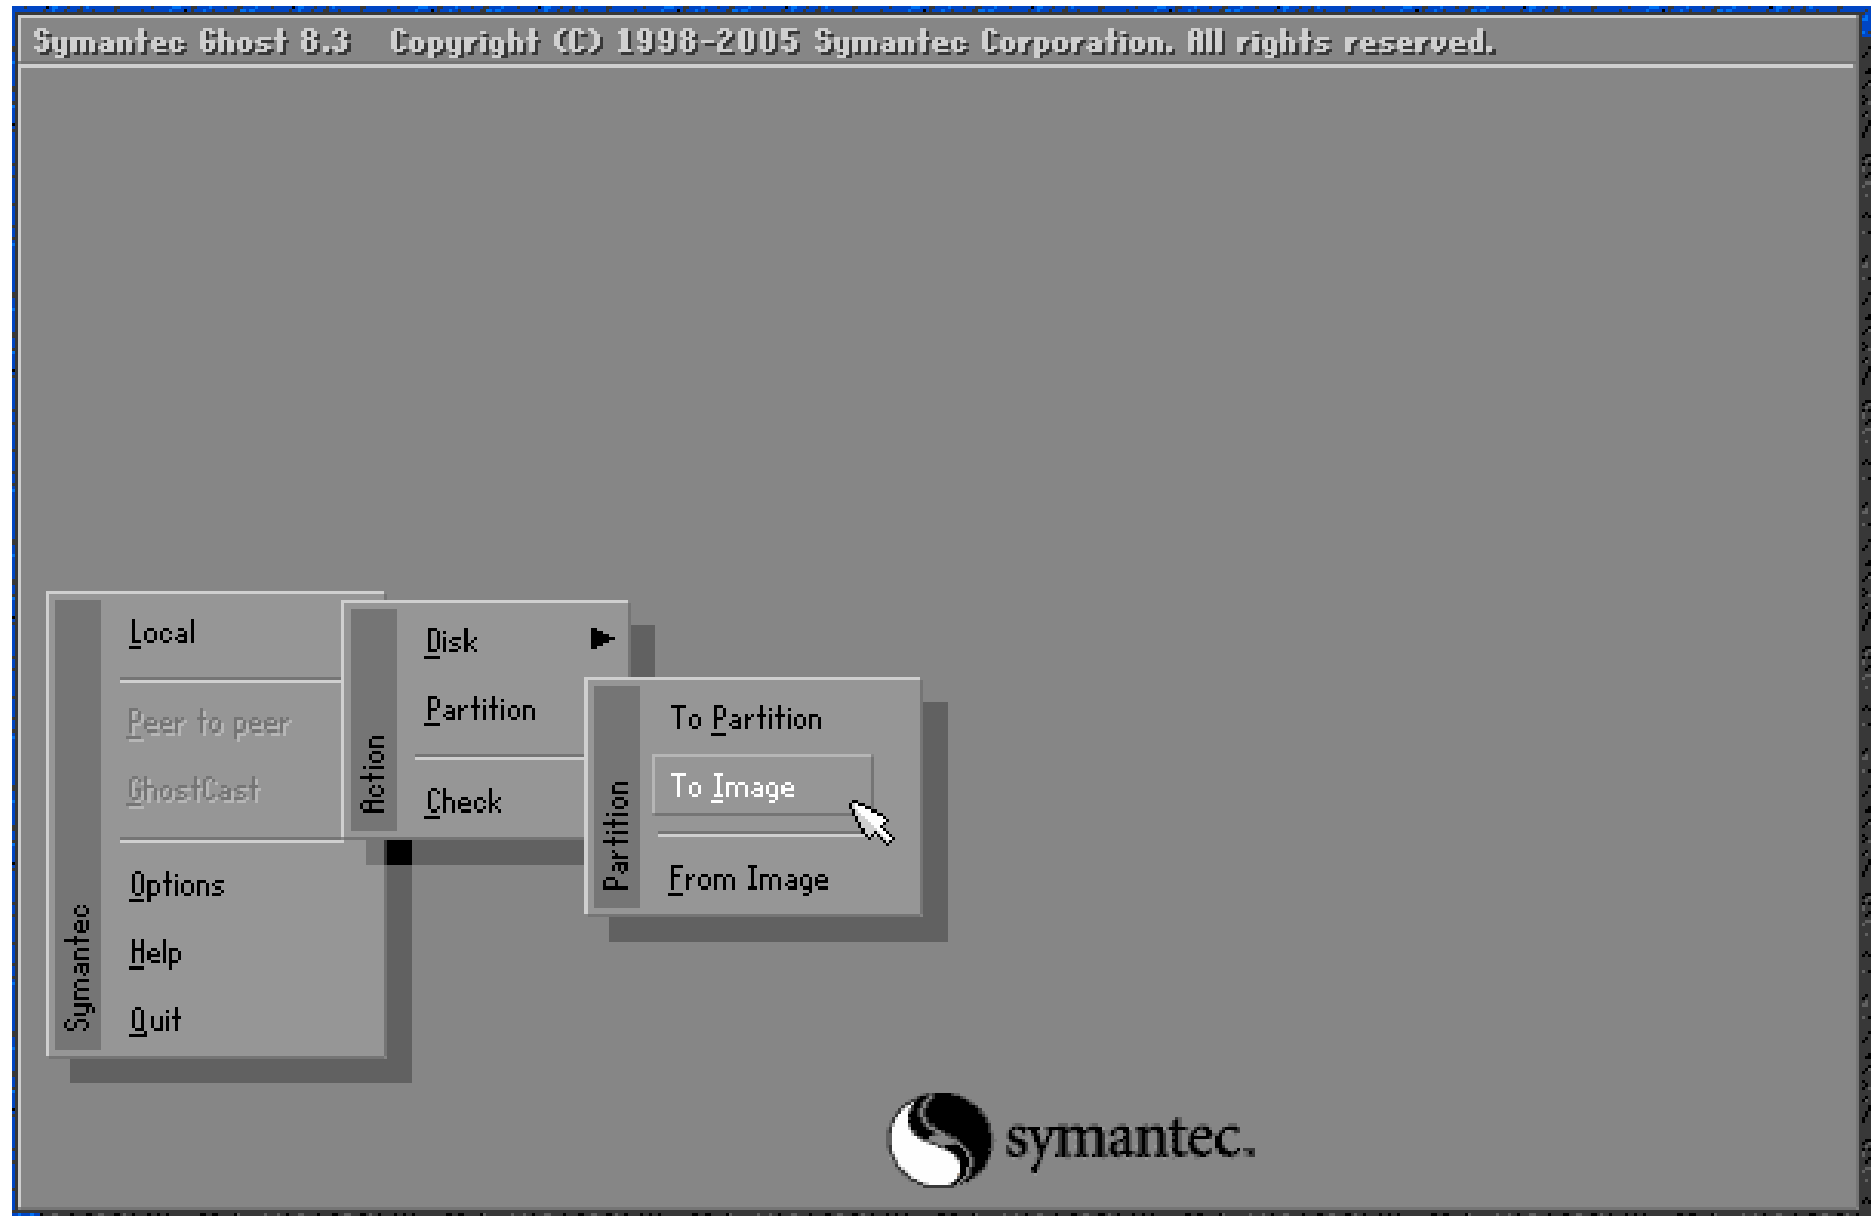 Symantec Ghost 8.3 Copyright (C) 1998-2005 Symantec Corporation. All rights reserved.
Symantec
Local
Peer to peer
GhostCast
Options
Help
Quit
Action
Disk
Partition
Check
Partition
To Partition
To Image
From Image
symantec.